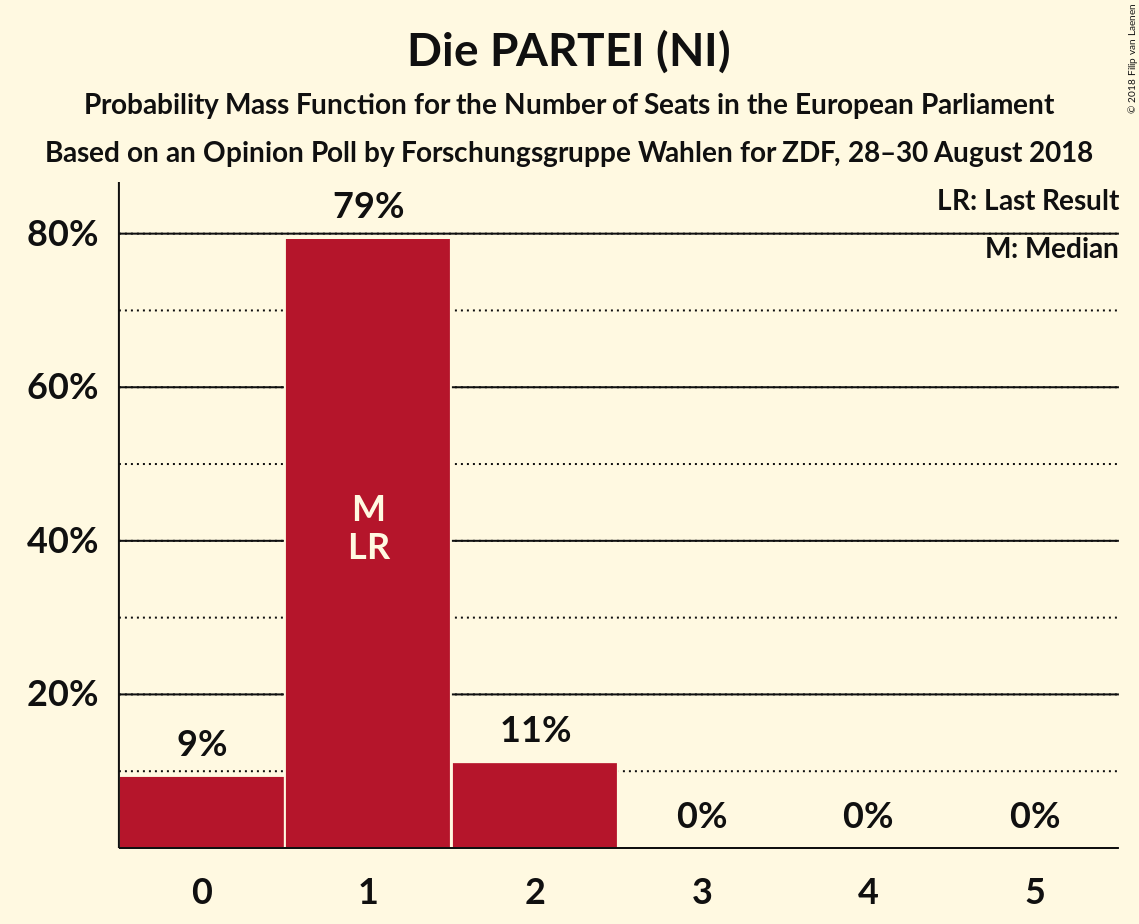 Die PARTEI (NI)
Probability Mass Function for the Number of Seats in the European Parliament
Based on an Opinion Poll by Forschungsgruppe Wahlen for ZDF, 28–30 August 2018
© 2018 Filip van Laenen
LR: Last Result
M: Median
80%
60%
40%
20%
79%
M
LR
9%
11%
0%
0%
0%
0
1
2
3
4
5